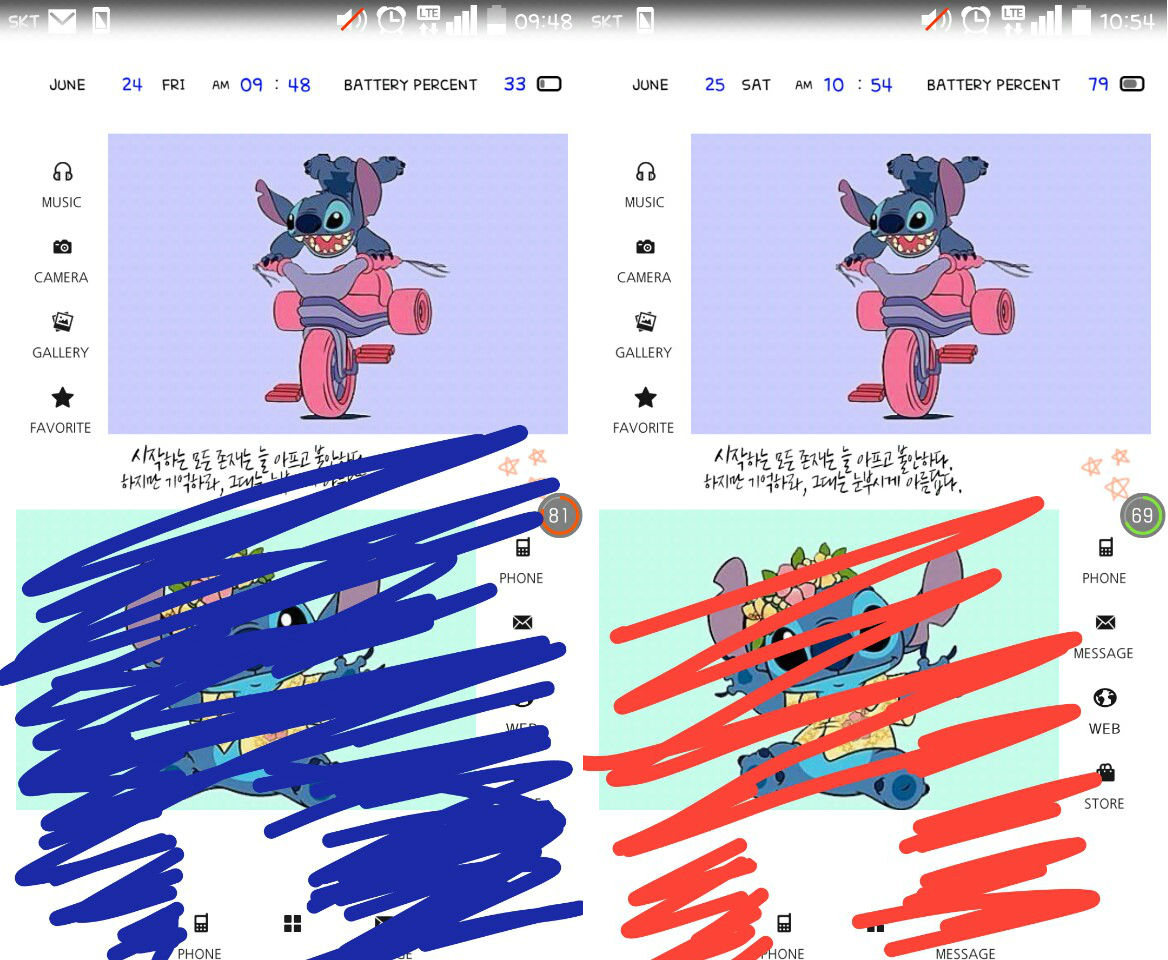 SKT LTE 09:48
JUNE 24 FRI AM 09 : 48 BATTERY PERCENT 33
MUSIC
CAMERA
GALLERY
FAVORITE
시작하는 모든 존재는 늘 아프고 불안하다.
하지만 기억하라, 그대는
81
PHONE
WEB
PHONE
SKT LTE 10:54
JUNE 25 SAT AM 10 : 54 BATTERY PERCENT 79
MUSIC
CAMERA
GALLERY
FAVORITE
시작하는 모든 존재는 늘 아프고 불안하다.
하지만 기억하라, 그대는 눈부시게 아름답다.
69
PHONE
MESSAGE
WEB
STORE
PHONE
MESSAGE